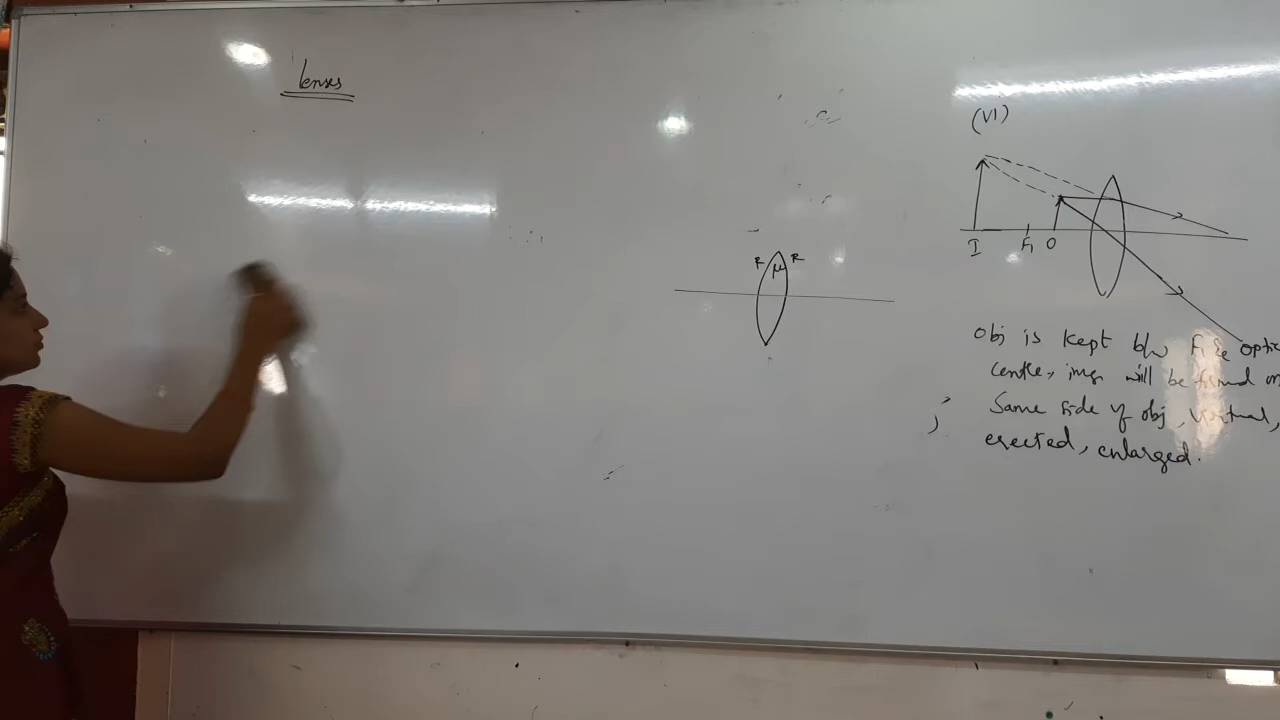 lenses
R μ R
(VI)
I F₁ O
Obj is kept b/w F₁ & optic
centre, img will be formed on
Same side of obj, virtual,
erected, enlarged.